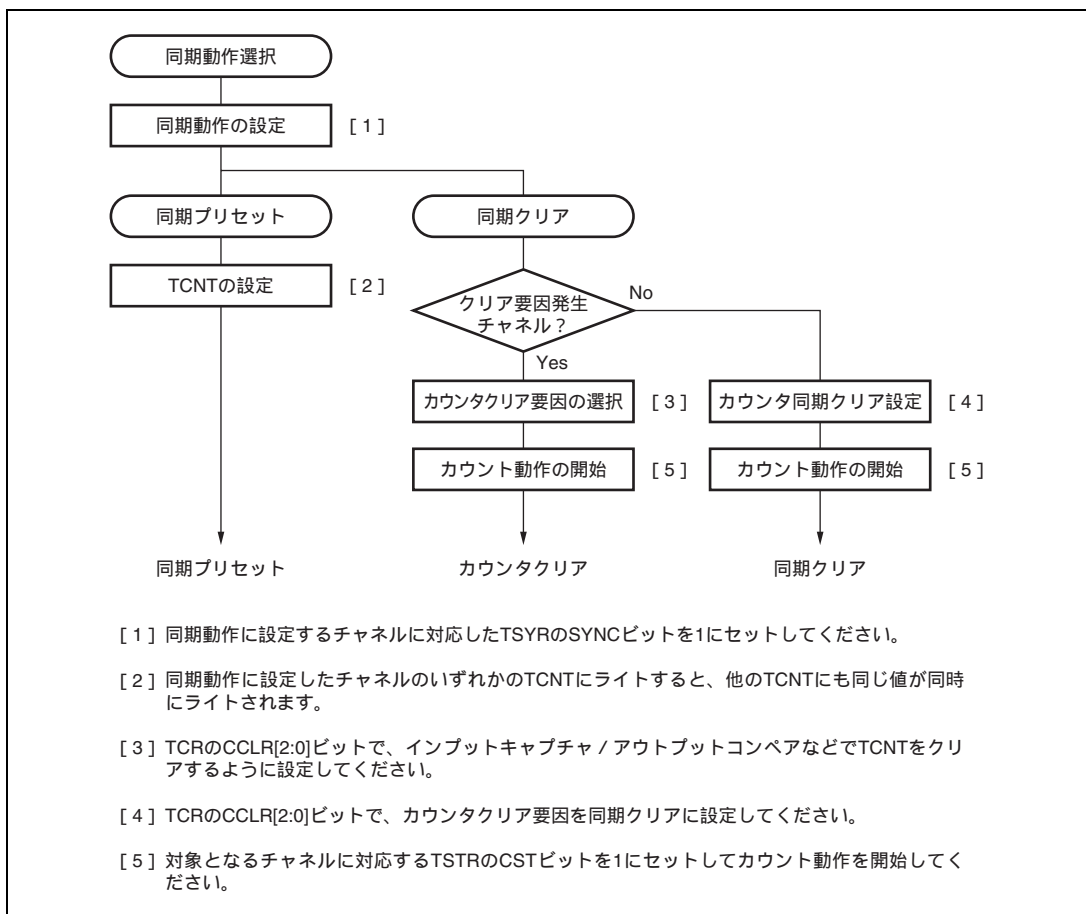 同期動作選択
同期動作の設定 [1]
同期プリセット 同期クリア
TCNTの設定 [2]
クリア要因発生
チャネル？
No
Yes
カウンタクリア要因の選択 [3] カウンタ同期クリア設定 [4]
カウント動作の開始 [5] カウント動作の開始 [5]
同期プリセット カウンタクリア 同期クリア
[1] 同期動作に設定するチャネルに対応したTSYRのSYNCビットを1にセットしてください。
[2] 同期動作に設定したチャネルのいずれかのTCNTにライトすると、他のTCNTにも同じ値が同時
にライトされます。
[3] TCRのCCLR[2:0]ビットで、インプットキャプチャ / アウトプットコンペアなどでTCNTをクリ
アするように設定してください。
[4] TCRのCCLR[2:0]ビットで、カウンタクリア要因を同期クリアに設定してください。
[5] 対象となるチャネルに対応するTSTRのCSTビットを1にセットしてカウント動作を開始してく
ださい。